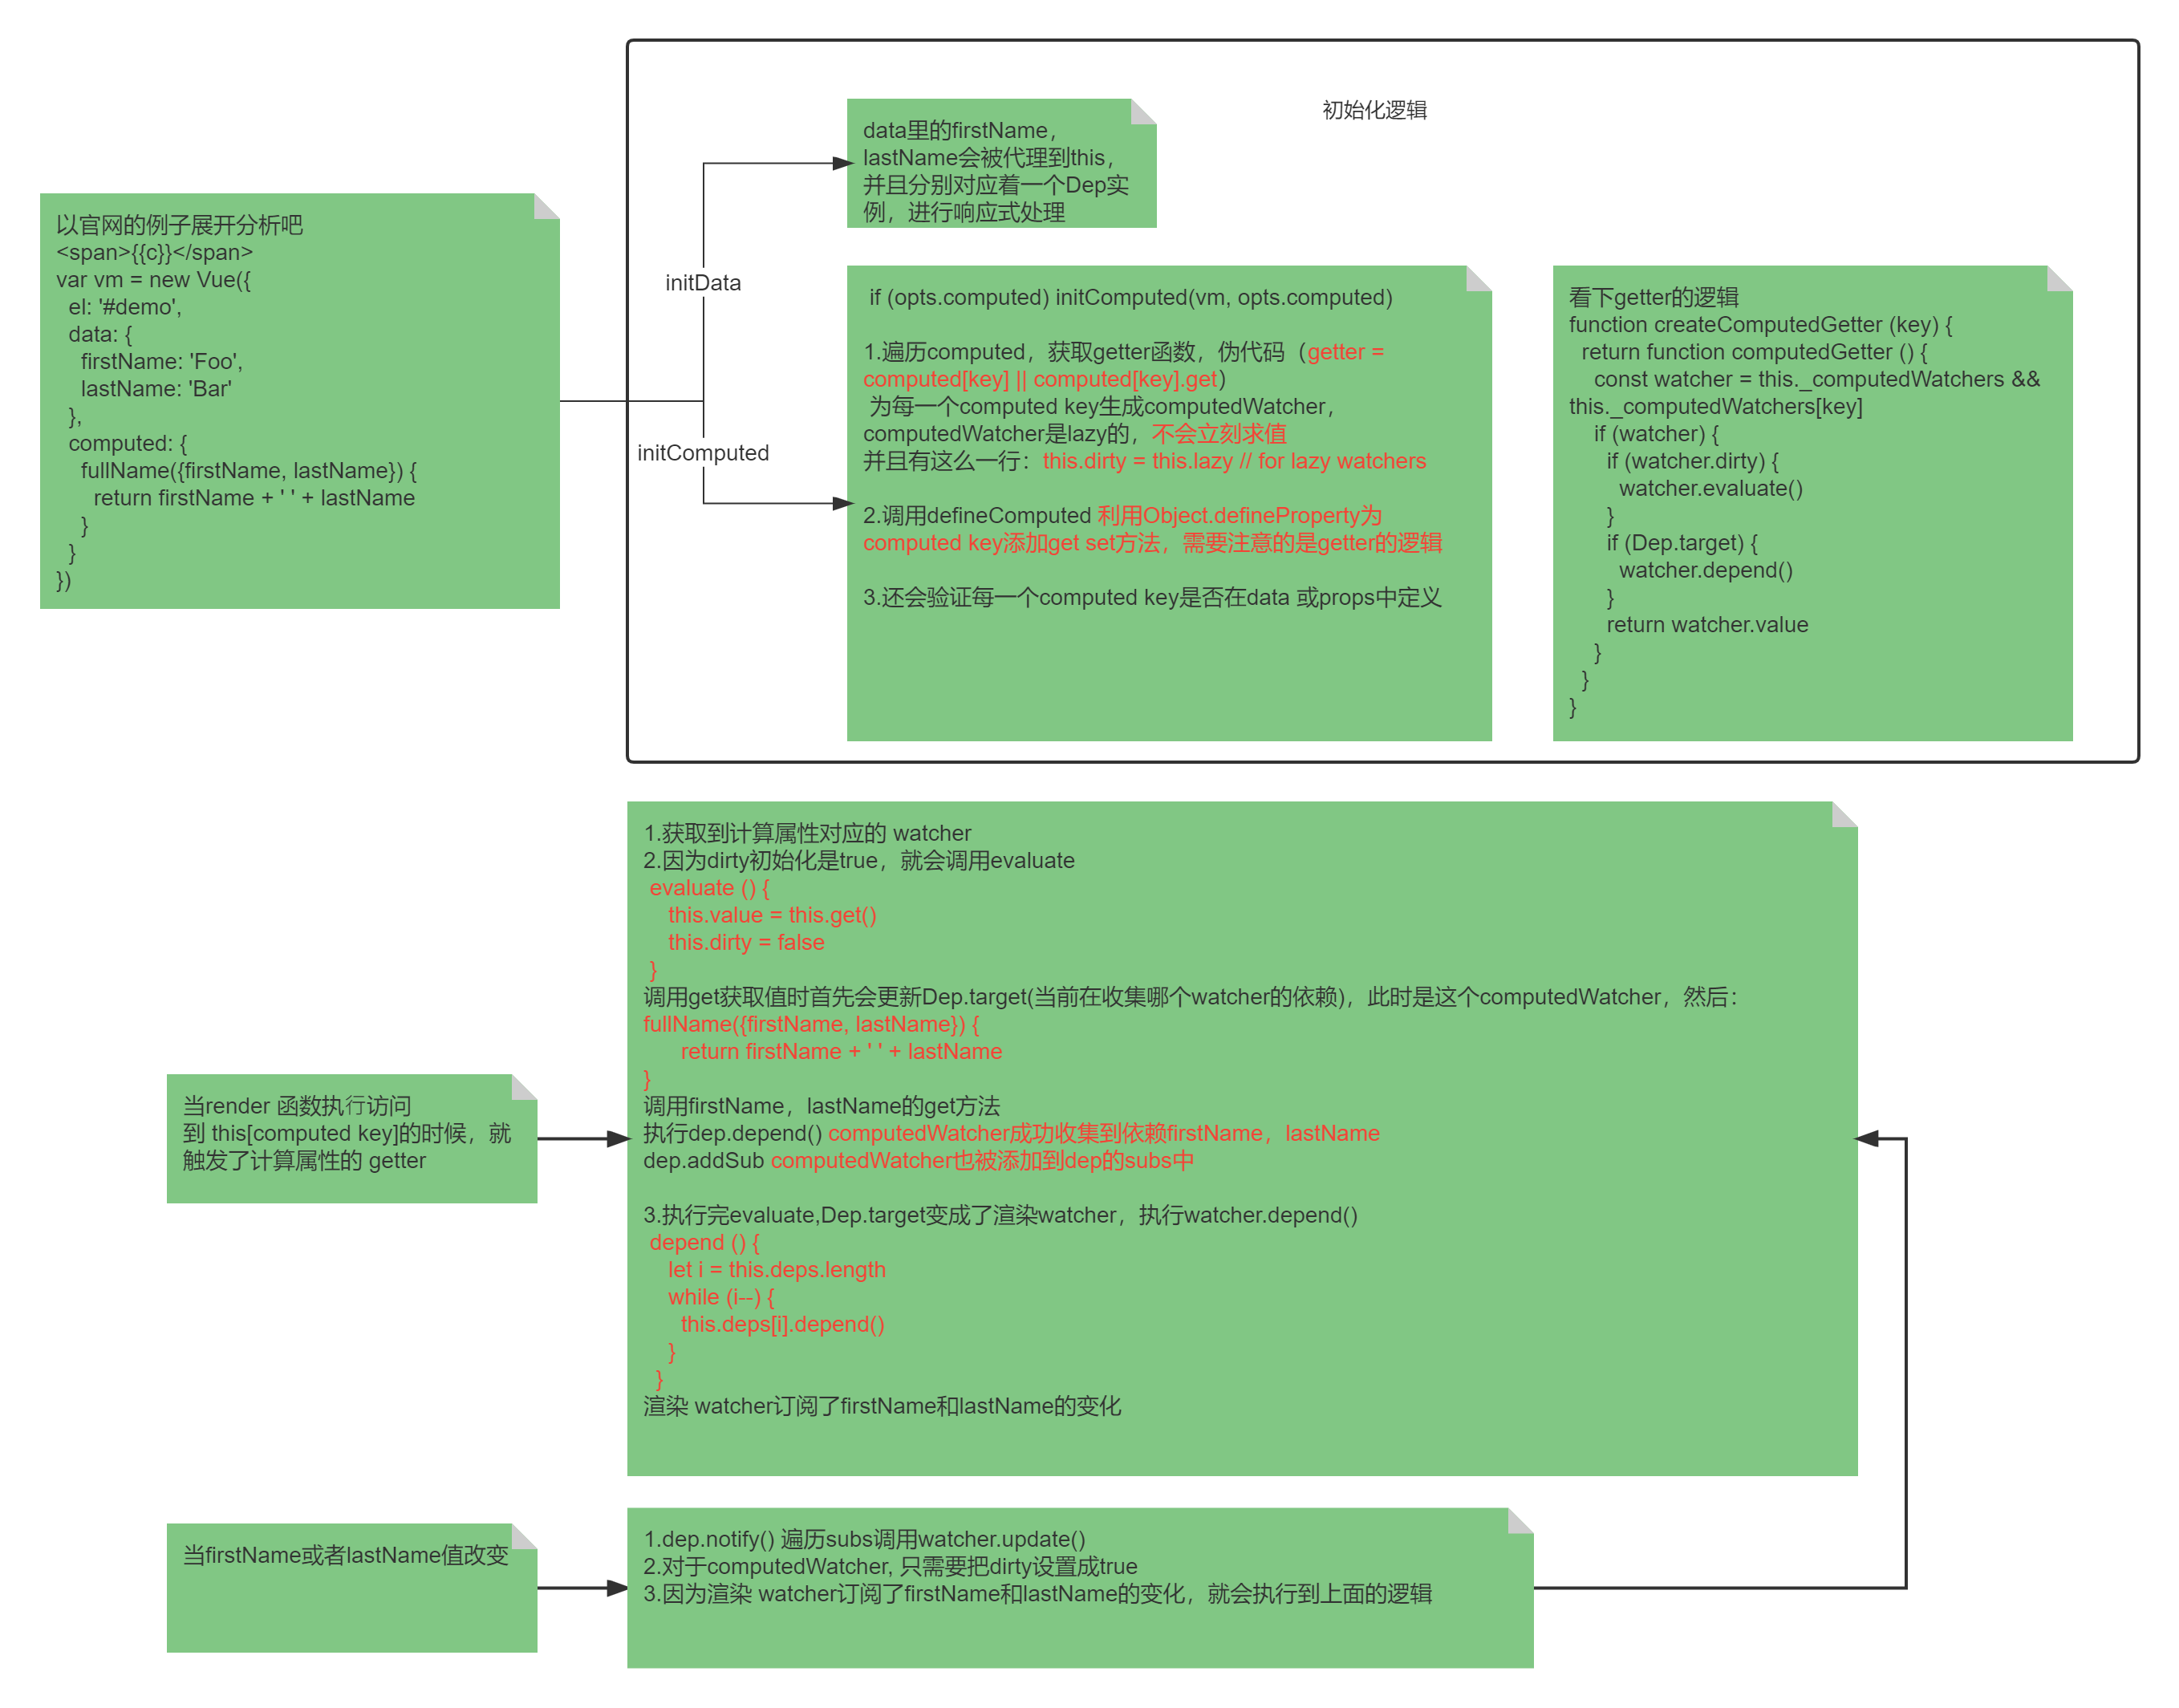 初始化逻辑
data里的firstName，
lastName会被代理到this，
并且分别对应着一个Dep实
例，进行响应式处理
以官网的例子展开分析吧
<span>{{c}}</span>
var vm = new Vue({
el: '#demo',
data: {
firstName: 'Foo',
lastName: 'Bar'
},
computed: {
fullName({firstName, lastName}) {
return firstName + ' ' + lastName
}
}
})
initData
initComputed
if (opts.computed) initComputed(vm, opts.computed)
1.遍历computed，获取getter函数，伪代码（getter =
computed[key] || computed[key].get）
为每一个computed key生成computedWatcher，
computedWatcher是lazy的，不会立刻求值
并且有这么一行：this.dirty = this.lazy // for lazy watchers
2.调用defineComputed 利用Object.defineProperty为
computed key添加get set方法，需要注意的是getter的逻辑
3.还会验证每一个computed key是否在data 或props中定义
看下getter的逻辑
function createComputedGetter (key) {
return function computedGetter () {
const watcher = this._computedWatchers &&
this._computedWatchers[key]
if (watcher) {
if (watcher.dirty) {
watcher.evaluate()
}
if (Dep.target) {
watcher.depend()
}
return watcher.value
}
}
}
当render 函数执行访问
到 this[computed key]的时候，就
触发了计算属性的 getter
1.获取到计算属性对应的 watcher
2.因为dirty初始化是true，就会调用evaluate
evaluate () {
this.value = this.get()
this.dirty = false
}
调用get获取值时首先会更新Dep.target(当前在收集哪个watcher的依赖)，此时是这个computedWatcher，然后：
fullName({firstName, lastName}) {
return firstName + ' ' + lastName
}
调用firstName，lastName的get方法
执行dep.depend() computedWatcher成功收集到依赖firstName，lastName
dep.addSub computedWatcher也被添加到dep的subs中
3.执行完evaluate,Dep.target变成了渲染watcher，执行watcher.depend()
depend () {
let i = this.deps.length
while (i--) {
this.deps[i].depend()
}
}
渲染 watcher订阅了firstName和lastName的变化
当firstName或者lastName值改变
1.dep.notify() 遍历subs调用watcher.update()
2.对于computedWatcher, 只需要把dirty设置成true
3.因为渲染 watcher订阅了firstName和lastName的变化，就会执行到上面的逻辑